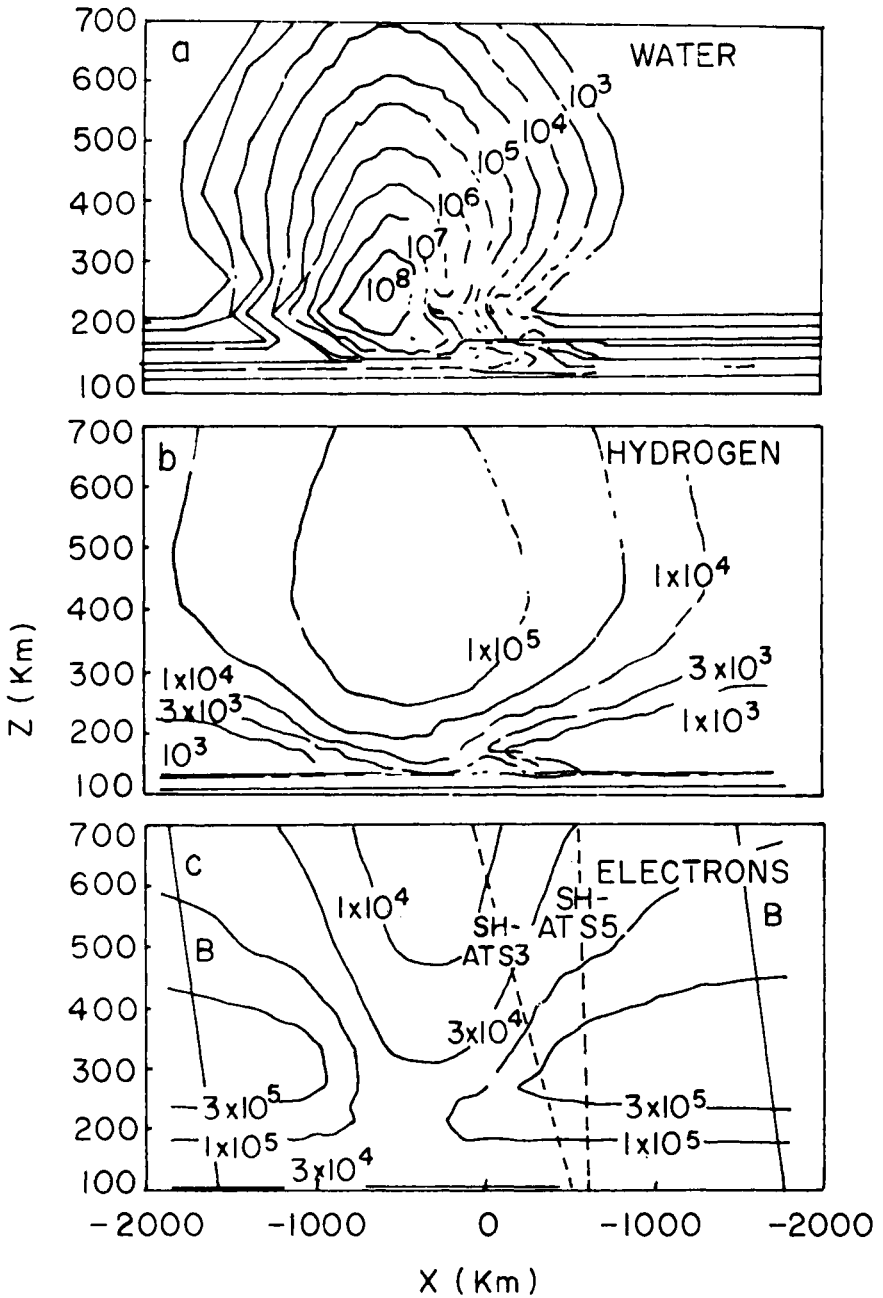 700
a
WATER
600
10³
500
10⁴
10⁵
400
10⁶
300
10⁷
10⁸
200
100
700
b
HYDROGEN
600
500
1x10⁴
400
1x10⁵
300
1x10⁴
3x10³
3x10³
200
1x10³
10³
100
Z (Km)
700
C
ELECTRONS
600
1x10⁴
SH-
ATS3
SH-
ATS5
B
500
B
400
3x10⁴
300
3x10⁵
3x10⁵
200
1x10⁵
1x10⁵
3x10⁴
100
-2000 -1000 0 -1000 -2000
X (Km)